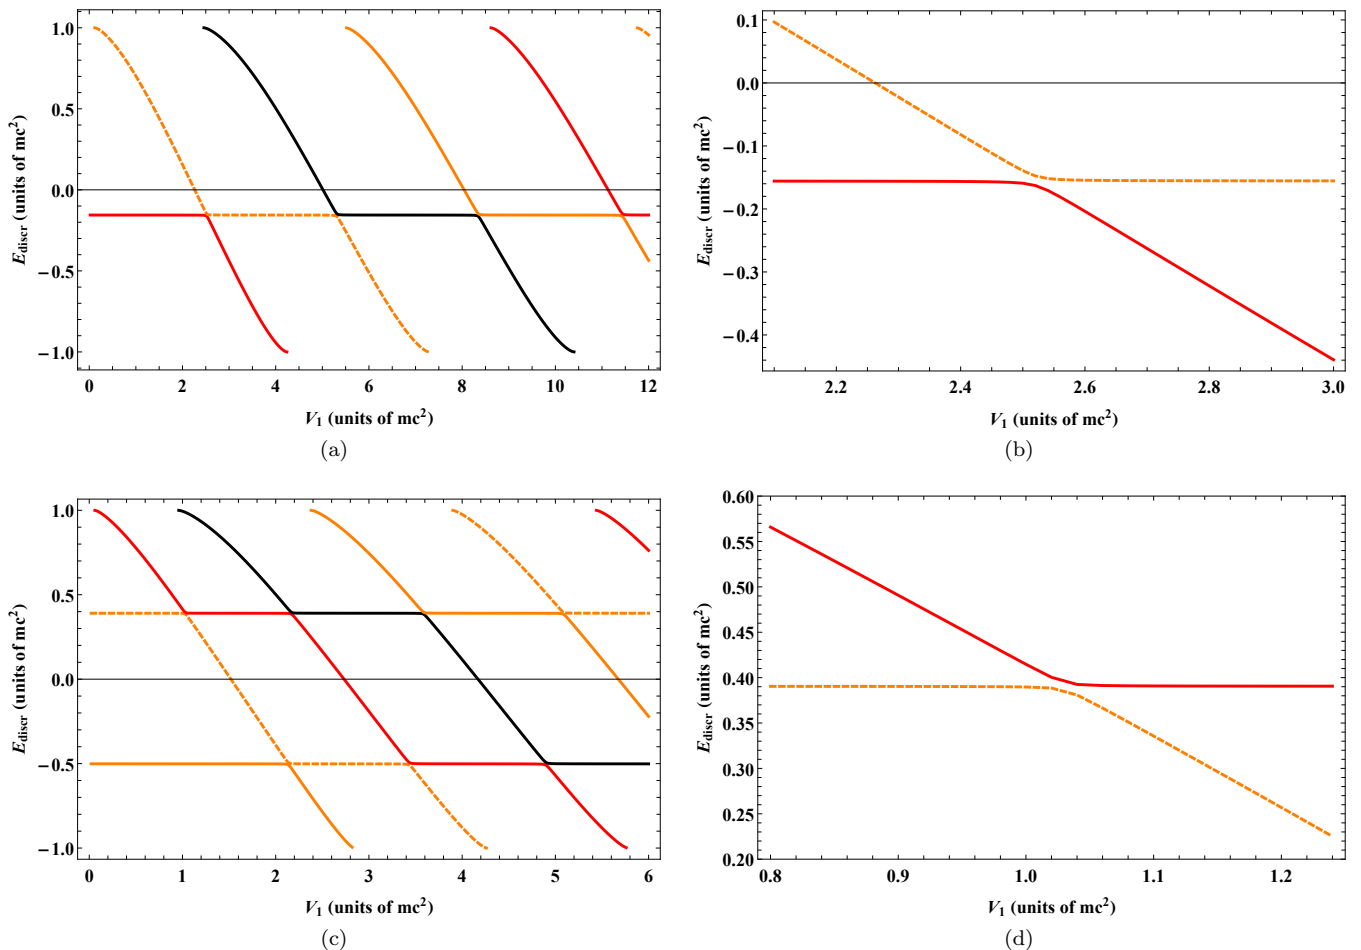 1.0
0.5
0.0
−0.5
−1.0
E_discr (units of mc²)
0 2 4 6 8 10 12
V₁ (units of mc²)
(a)
0.1
0.0
−0.1
−0.2
−0.3
−0.4
E_discr (units of mc²)
2.2 2.4 2.6 2.8 3.0
V₁ (units of mc²)
(b)
1.0
0.5
0.0
−0.5
−1.0
E_discr (units of mc²)
0 1 2 3 4 5 6
V₁ (units of mc²)
(c)
0.60
0.55
0.50
0.45
0.40
0.35
0.30
0.25
0.20
E_discr (units of mc²)
0.8 0.9 1.0 1.1 1.2
V₁ (units of mc²)
(d)